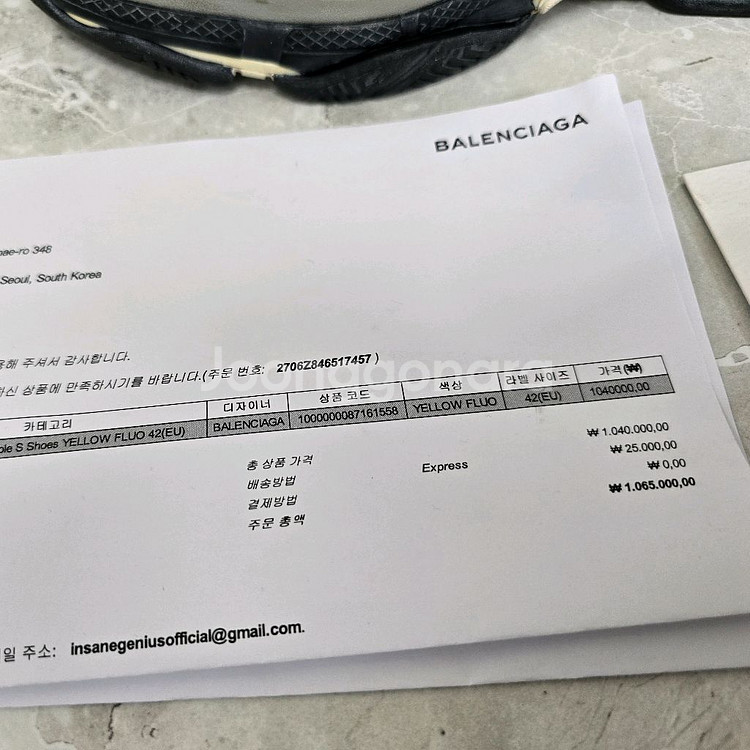 BALENCIAGA
348
Seoul, South Korea
해 주셔서 감사합니다.
상품에 만족하시기를 바랍니다.(주문 번호: 2706Z846517457 )
카테고리 디자이너 상품 코드 색상 라벨 사이즈 가격(₩)
S Shoes YELLOW FLUO 42(EU) BALENCIAGA 1000000087161558 YELLOW FLUO 42(EU) 1040000,00
총 상품 가격 ₩ 1.040.000,00
배송방법 Express ₩ 25.000,00
결제방법 ₩ 0,00
주문 총액 ₩ 1.065.000,00
주소: insanegeniusofficial@gmail.com.
Joonggonara